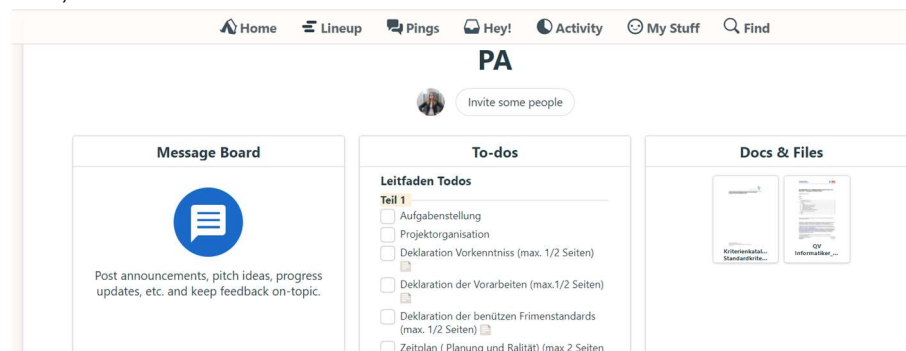 Home Lineup Pings Hey! Activity My Stuff Find
PA
Invite some people
Message Board
Post announcements, pitch ideas, progress
updates, etc. and keep feedback on-topic.
To-dos
Leitfaden Todos
Teil 1
Aufgabenstellung
Projektorganisation
Deklaration Vorkenntniss (max. 1/2 Seiten)
Deklaration der Vorarbeiten (max.1/2 Seiten)
Deklaration der benützen Frimenstandards
(max. 1/2 Seiten)
Zeitplan ( Planung und Ralität) (max 2 Seiten
Docs & Files
Kriterienkatal...
Standardkrite...
QV
Informatiker_...